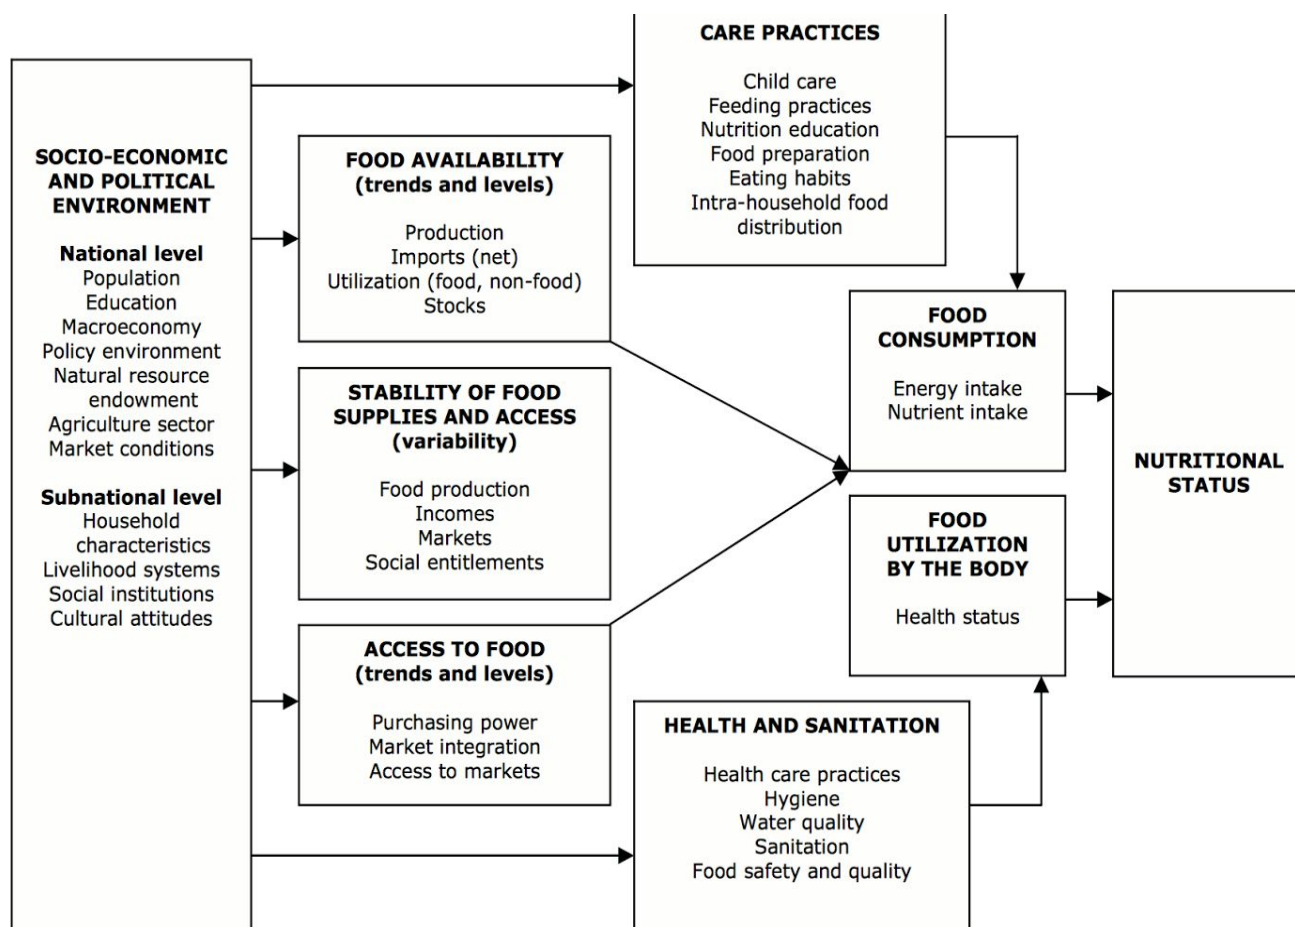 SOCIO-ECONOMIC
AND POLITICAL
ENVIRONMENT
National level
Population
Education
Macroeconomy
Policy environment
Natural resource
endowment
Agriculture sector
Market conditions
Subnational level
Household
characteristics
Livelihood systems
Social institutions
Cultural attitudes
FOOD AVAILABILITY
(trends and levels)
Production
Imports (net)
Utilization (food, non-food)
Stocks
STABILITY OF FOOD
SUPPLIES AND ACCESS
(variability)
Food production
Incomes
Markets
Social entitlements
ACCESS TO FOOD
(trends and levels)
Purchasing power
Market integration
Access to markets
CARE PRACTICES
Child care
Feeding practices
Nutrition education
Food preparation
Eating habits
Intra-household food
distribution
HEALTH AND SANITATION
Health care practices
Hygiene
Water quality
Sanitation
Food safety and quality
FOOD
CONSUMPTION
Energy intake
Nutrient intake
FOOD
UTILIZATION
BY THE BODY
Health status
NUTRITIONAL
STATUS